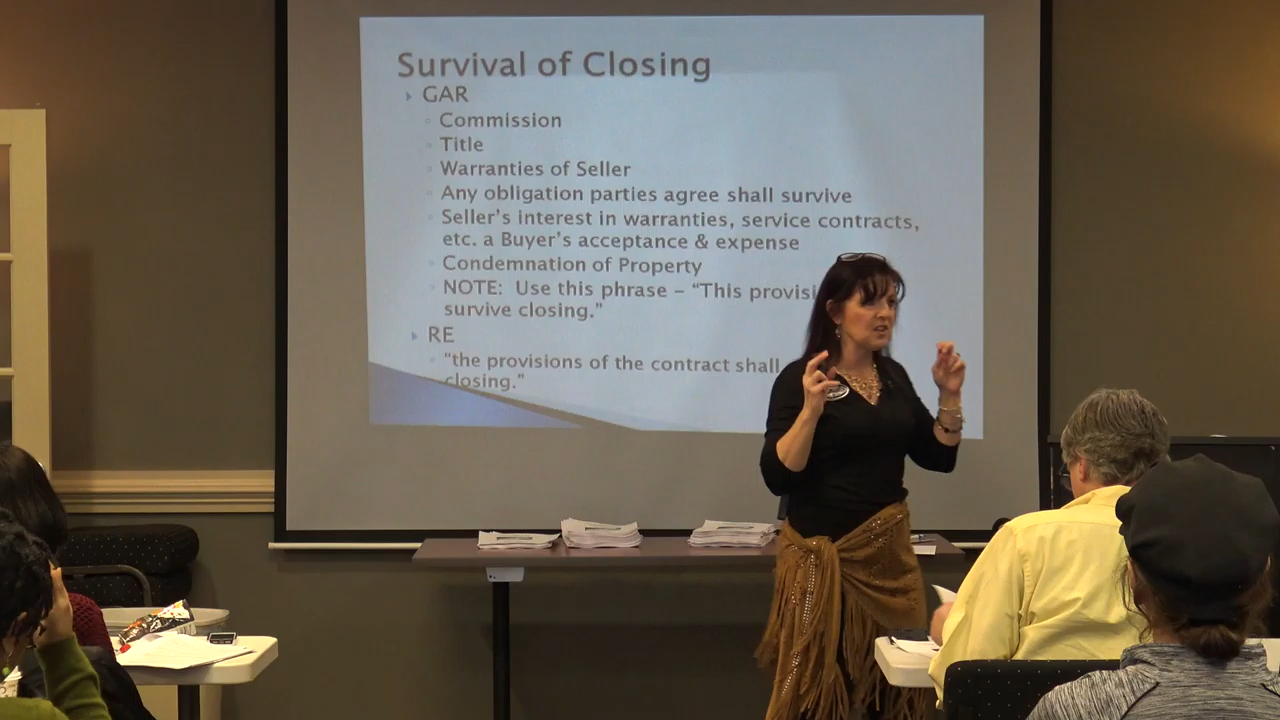 Survival of Closing
GAR
Commission
Title
Warranties of Seller
Any obligation parties agree shall survive
Seller's interest in warranties, service contracts,
etc. a Buyer's acceptance & expense
Condemnation of Property
NOTE: Use this phrase – "This
survive closing."
RE
"the provisions of the contract shall
closing."